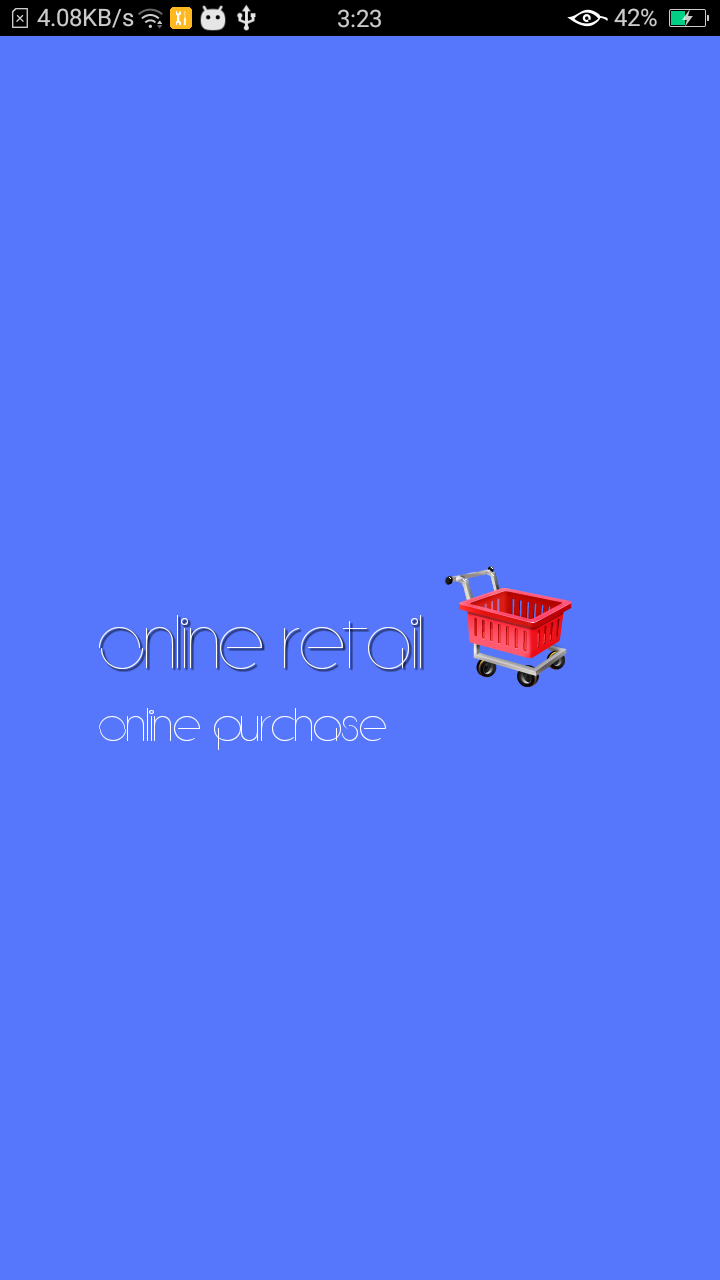 4.08KB/s 3:23 42%
online retail
online purchase